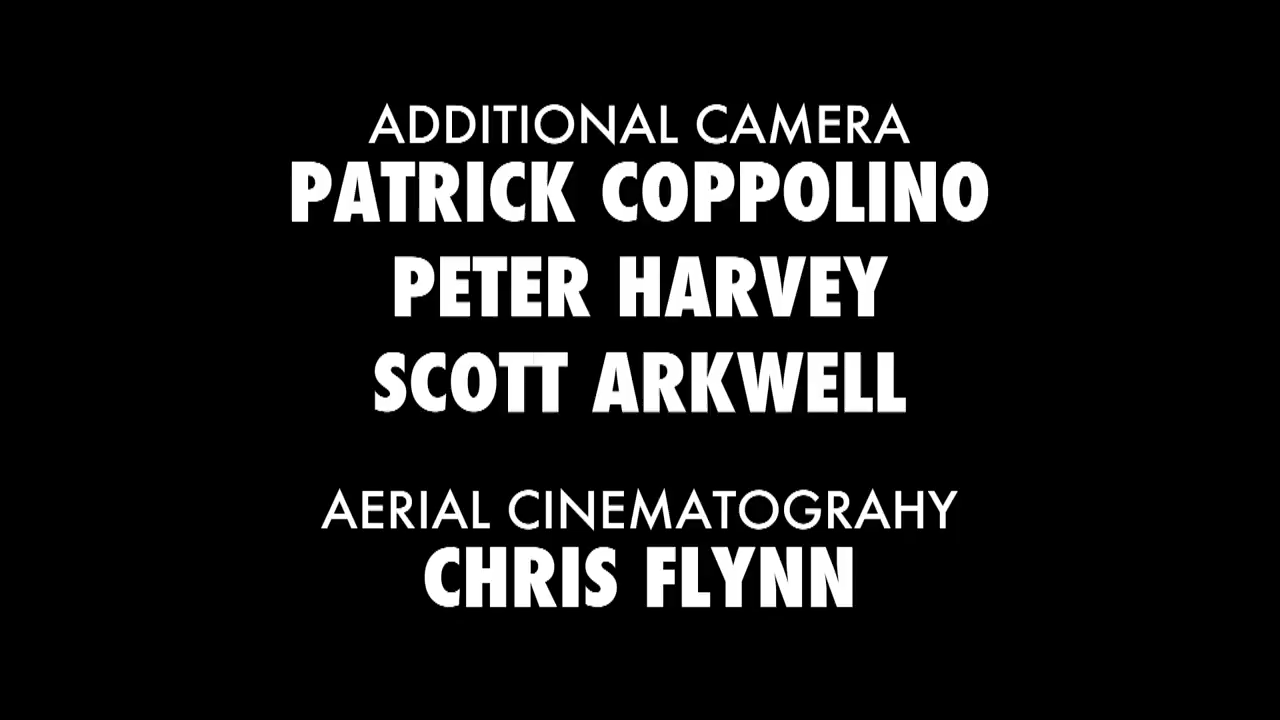 ADDITIONAL CAMERA
PATRICK COPPOLINO
PETER HARVEY
SCOTT ARKWELL
AERIAL CINEMATOGRAHY
CHRIS FLYNN